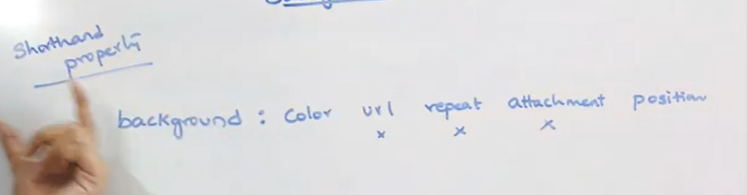 Shorthand
property
background : color url repeat attachment position
x x x